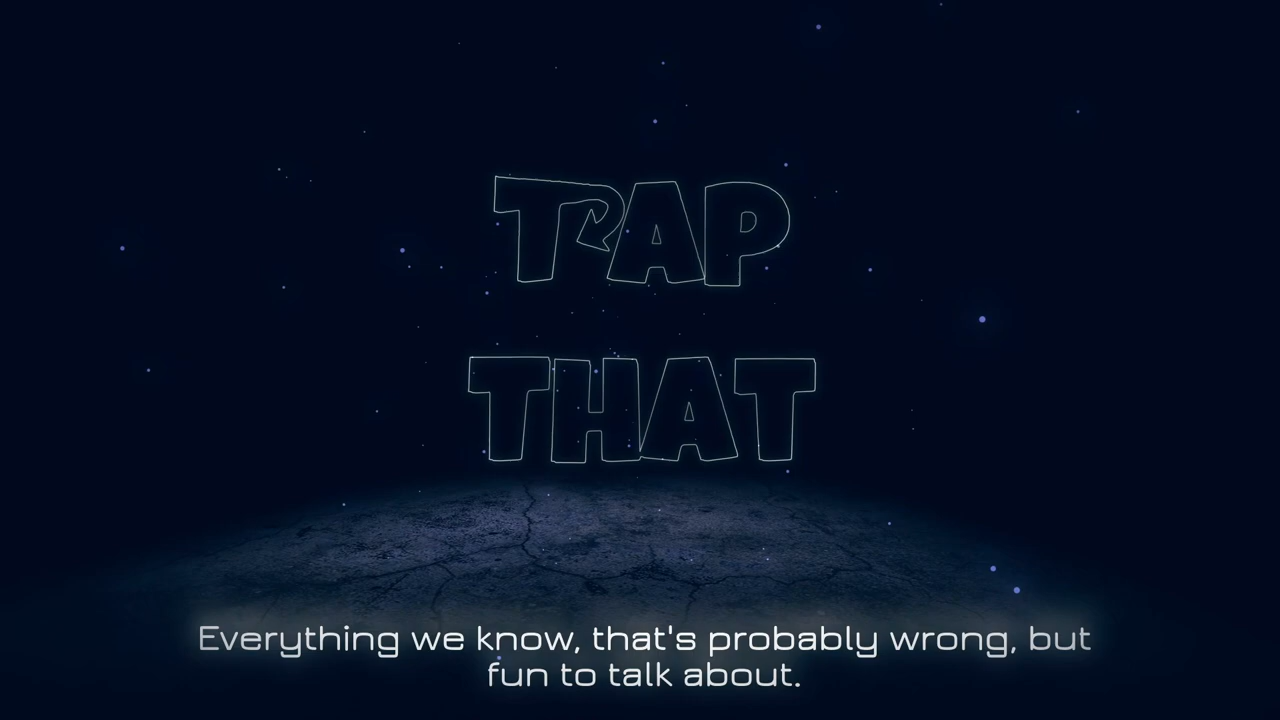 TRAP
THAT
Everything we know, that's probably wrong, but
fun to talk about.